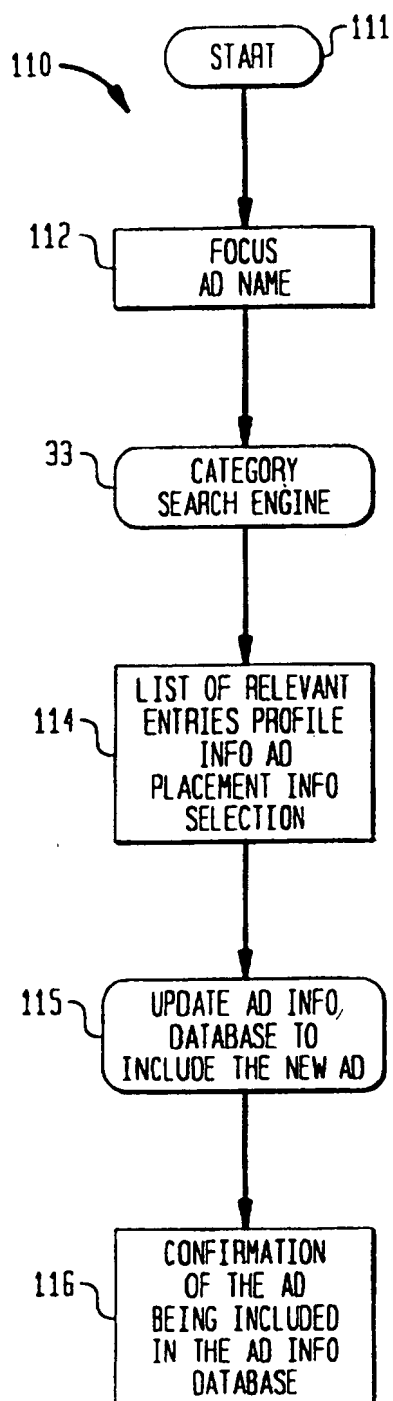 110
START
111
112
FOCUS
AD NAME
33
CATEGORY
SEARCH ENGINE
114
LIST OF RELEVANT
ENTRIES PROFILE
INFO AD
PLACEMENT INFO
SELECTION
115
UPDATE AD INFO,
DATABASE TO
INCLUDE THE NEW AD
116
CONFIRMATION
OF THE AD
BEING INCLUDED
IN THE AD INFO
DATABASE